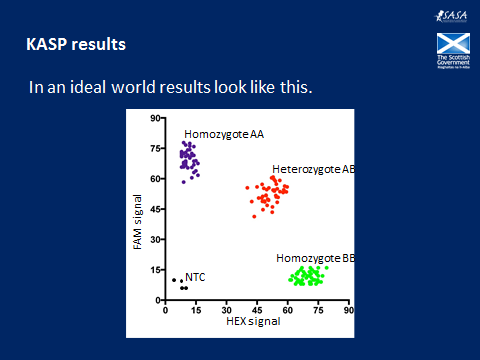 SASA
The Scottish
Government
KASP results
In an ideal world results look like this.
90
Homozygote AA
75
Heterozygote AB
60
45
FAM signal
30
Homozygote BB
15
NTC
0
0 15 30 45 60 75 90
HEX signal